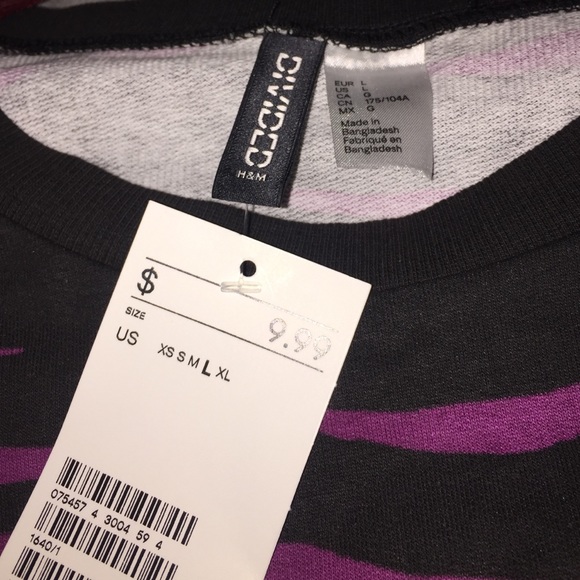 DIVIDED
H&M
EUR L
US L
CA G
CN 175/104A
MX G
Made in
Bangladesh
Fabriqué en
Bangladesh
$ 9.99
SIZE
US XS S M L XL
075457 4 3004 59 4
1640/1